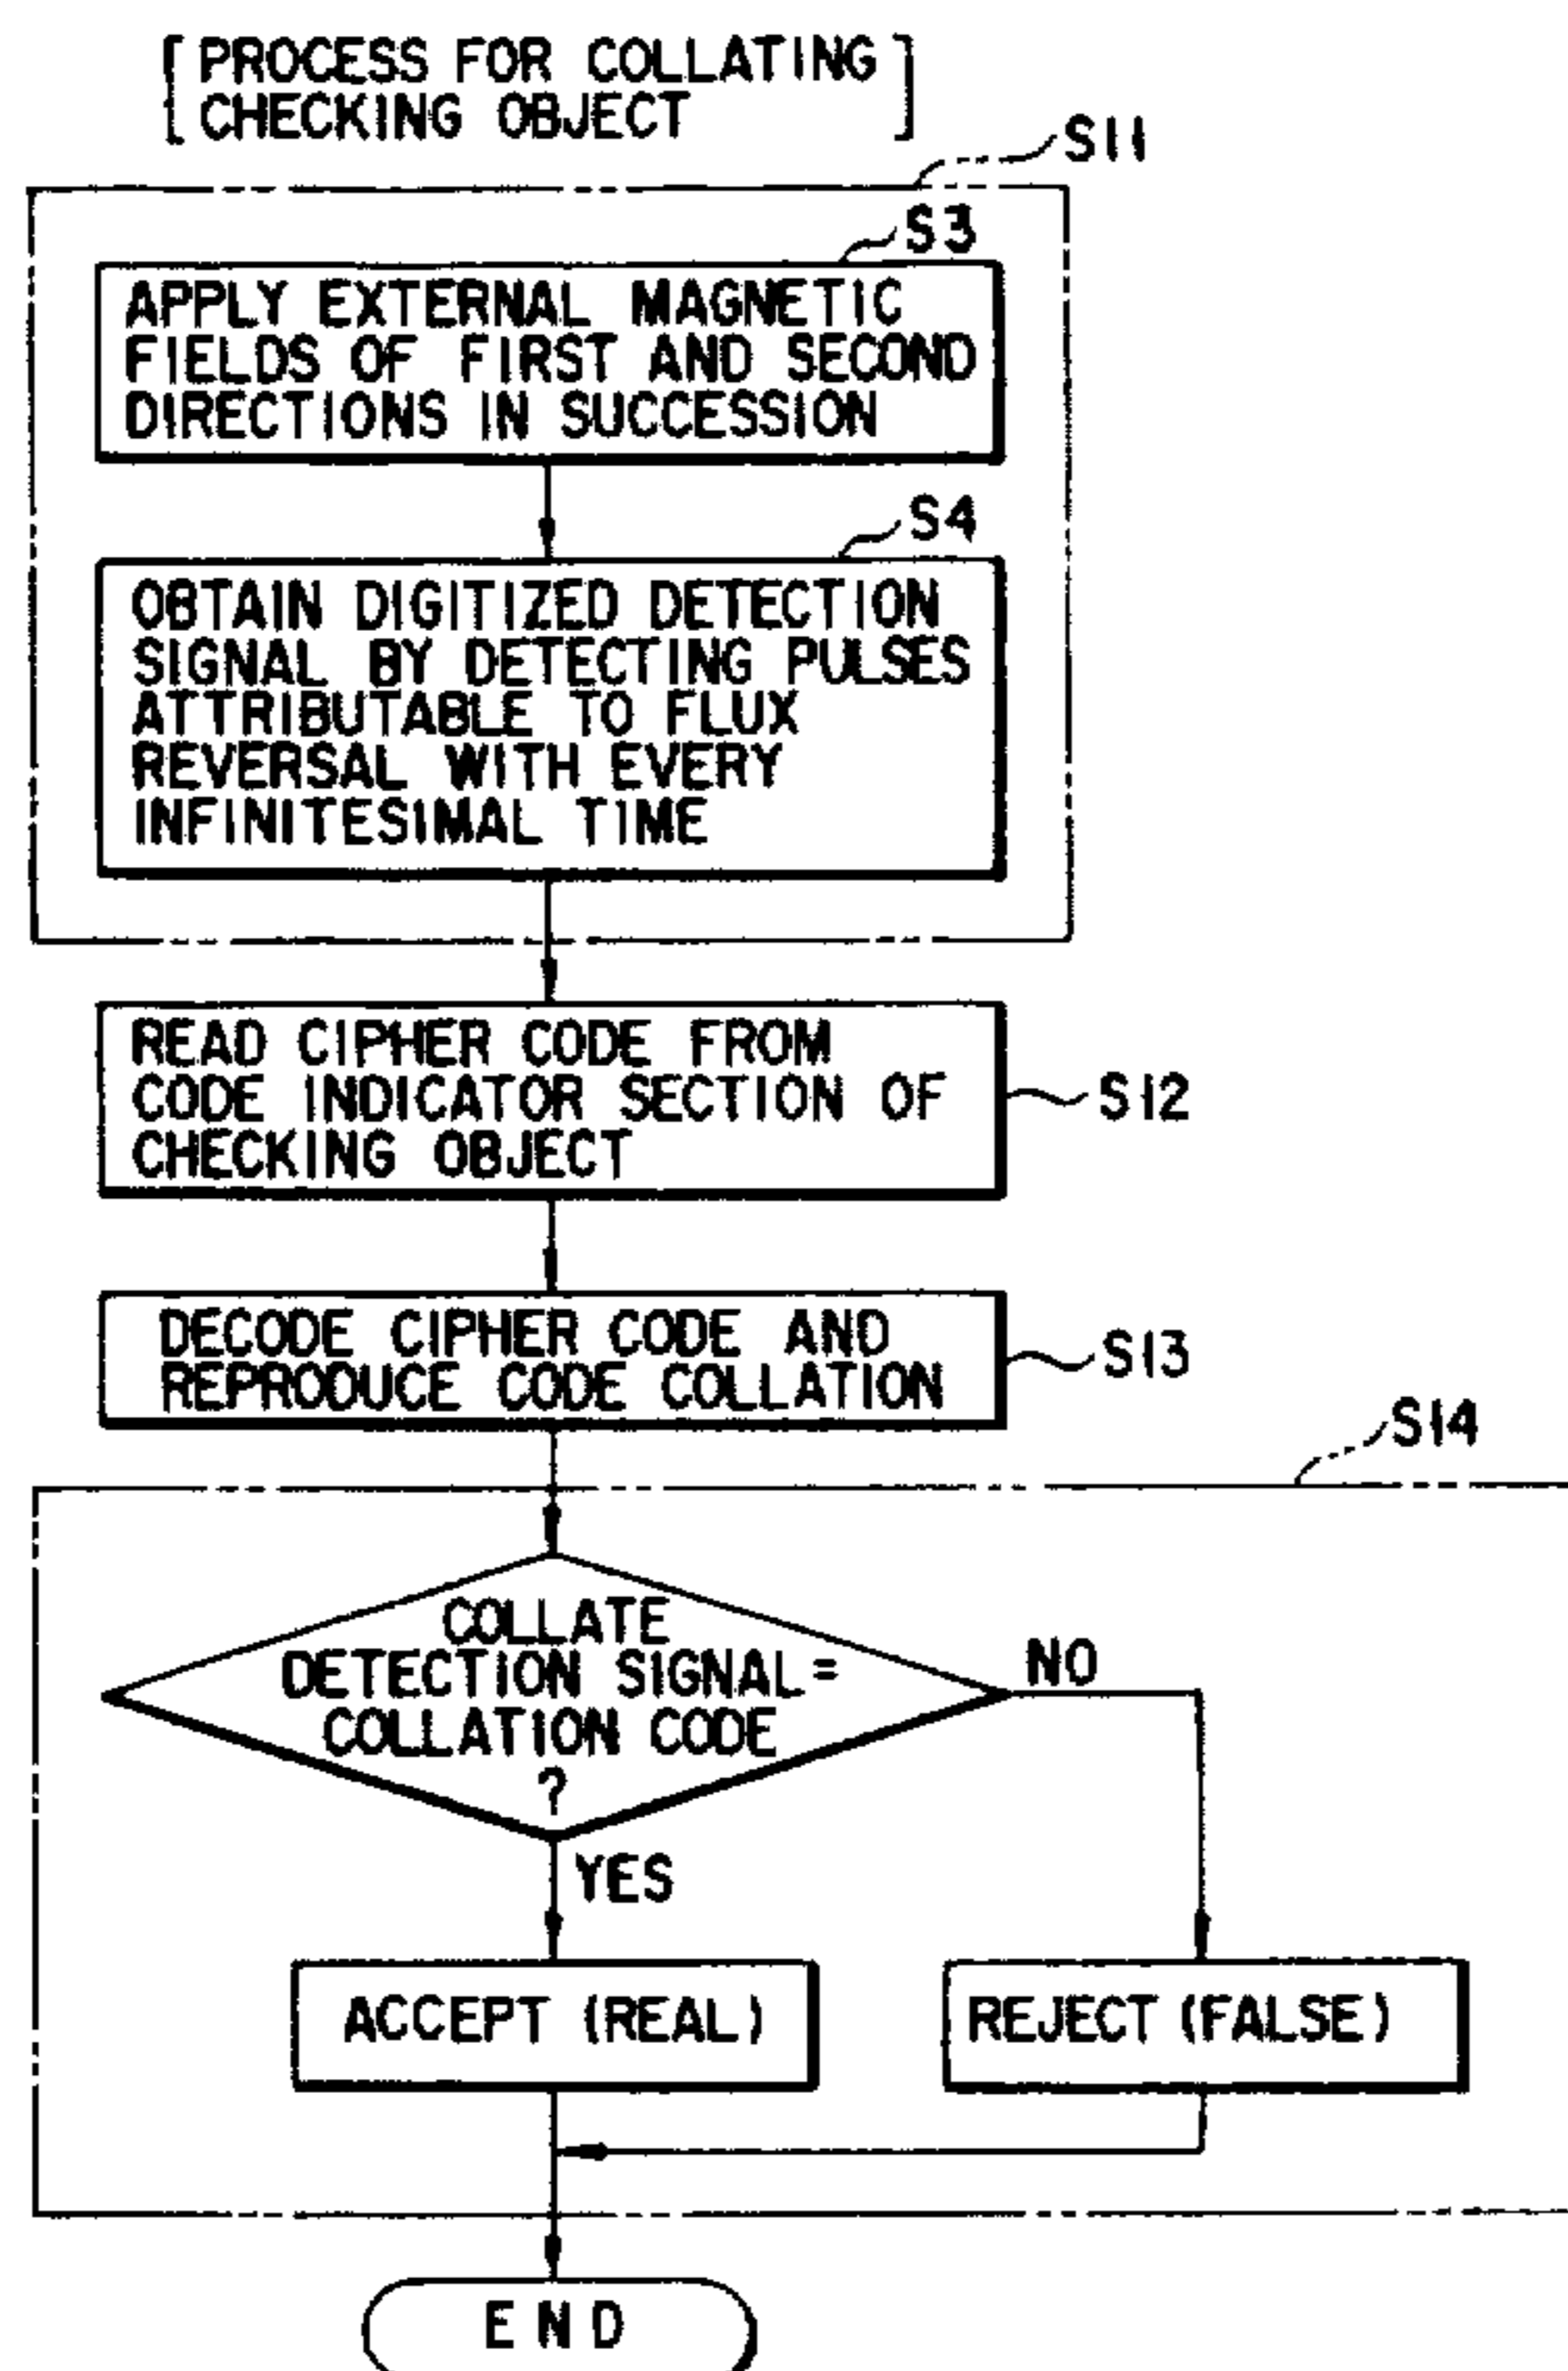 PROCESS FOR COLLATING
CHECKING OBJECT
S11
S3
APPLY EXTERNAL MAGNETIC
FIELDS OF FIRST AND SECOND
DIRECTIONS IN SUCCESSION
S4
OBTAIN DIGITIZED DETECTION
SIGNAL BY DETECTING PULSES
ATTRIBUTABLE TO FLUX
REVERSAL WITH EVERY
INFINITESIMAL TIME
READ CIPHER CODE FROM
CODE INDICATOR SECTION OF
CHECKING OBJECT
S12
DECODE CIPHER CODE AND
REPRODUCE CODE COLLATION
S13
S14
COLLATE
DETECTION SIGNAL=
COLLATION CODE
?
NO
YES
ACCEPT (REAL)
REJECT (FALSE)
END